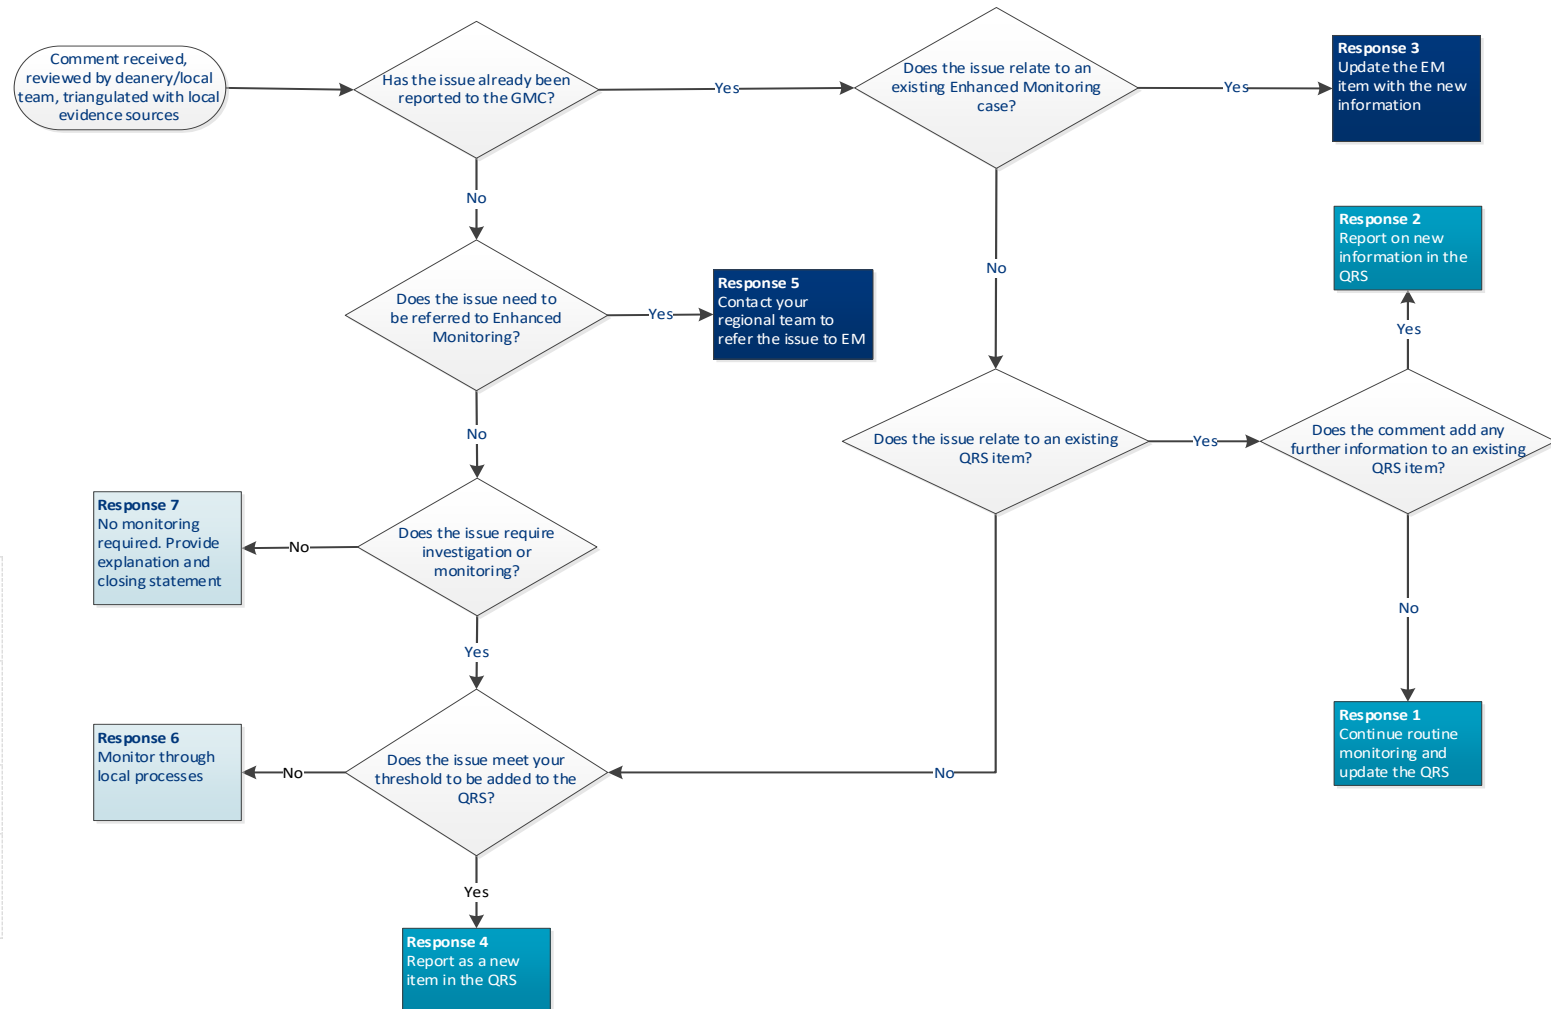 Comment received,
reviewed by deanery/local
team, triangulated with local
evidence sources
Has the issue already been
reported to the GMC?
Yes
Does the issue relate to an
existing Enhanced Monitoring
case?
Yes
Response 3
Update the EM
item with the new
information
No
No
Response 2
Report on new
information in the
QRS
Yes
Does the issue need to
be referred to Enhanced
Monitoring?
Yes
Response 5
Contact your
regional team to
refer the issue to EM
No
Does the issue relate to an existing
QRS item?
Yes
Does the comment add any
further information to an existing
QRS item?
No
Response 1
Continue routine
monitoring and
update the QRS
Response 7
No monitoring
required. Provide
explanation and
closing statement
No
Does the issue require
investigation or
monitoring?
Yes
Response 6
Monitor through
local processes
No
Does the issue meet your
threshold to be added to the
QRS?
No
Yes
Response 4
Report as a new
item in the QRS